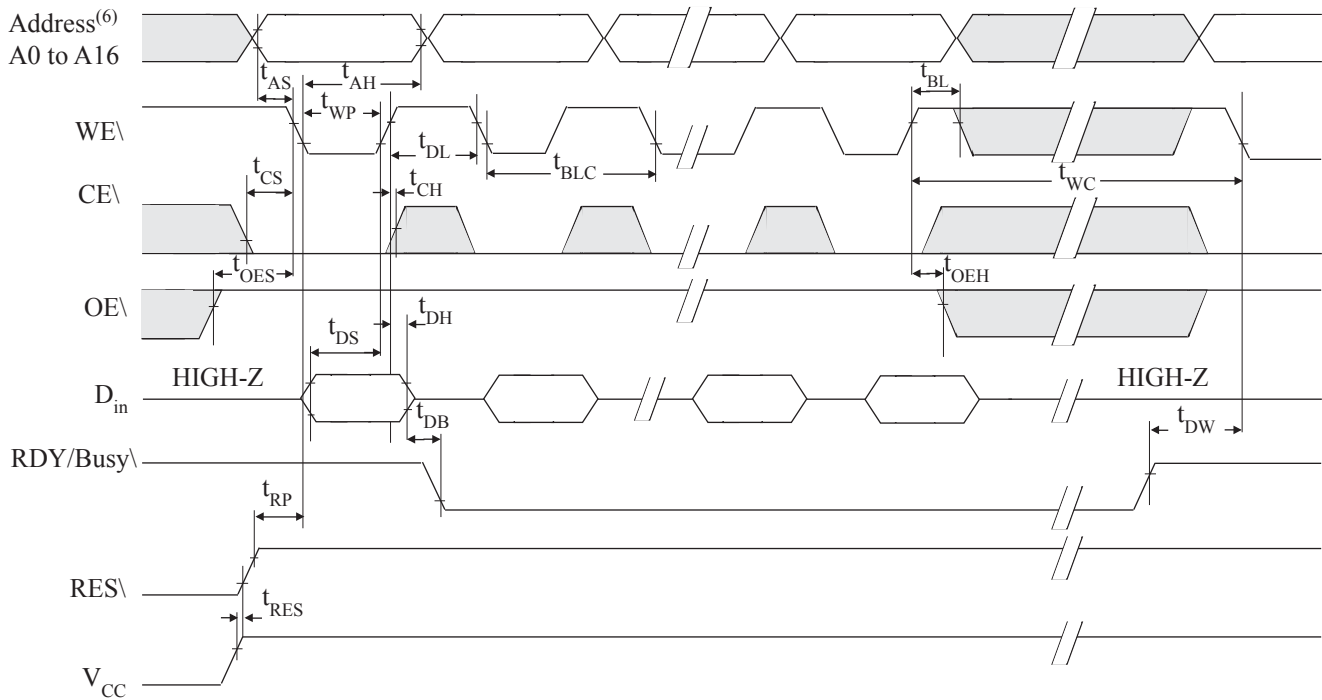 Address(6)
A0 to A16
tAS
tAH
tBL
WE\
tWP
tDL
tBLC
tWC
tCS
tCH
CE\
tOES
tOEH
OE\
tDH
tDS
HIGH-Z
HIGH-Z
Din
tDB
tDW
RDY/Busy\
tRP
RES\
tRES
VCC